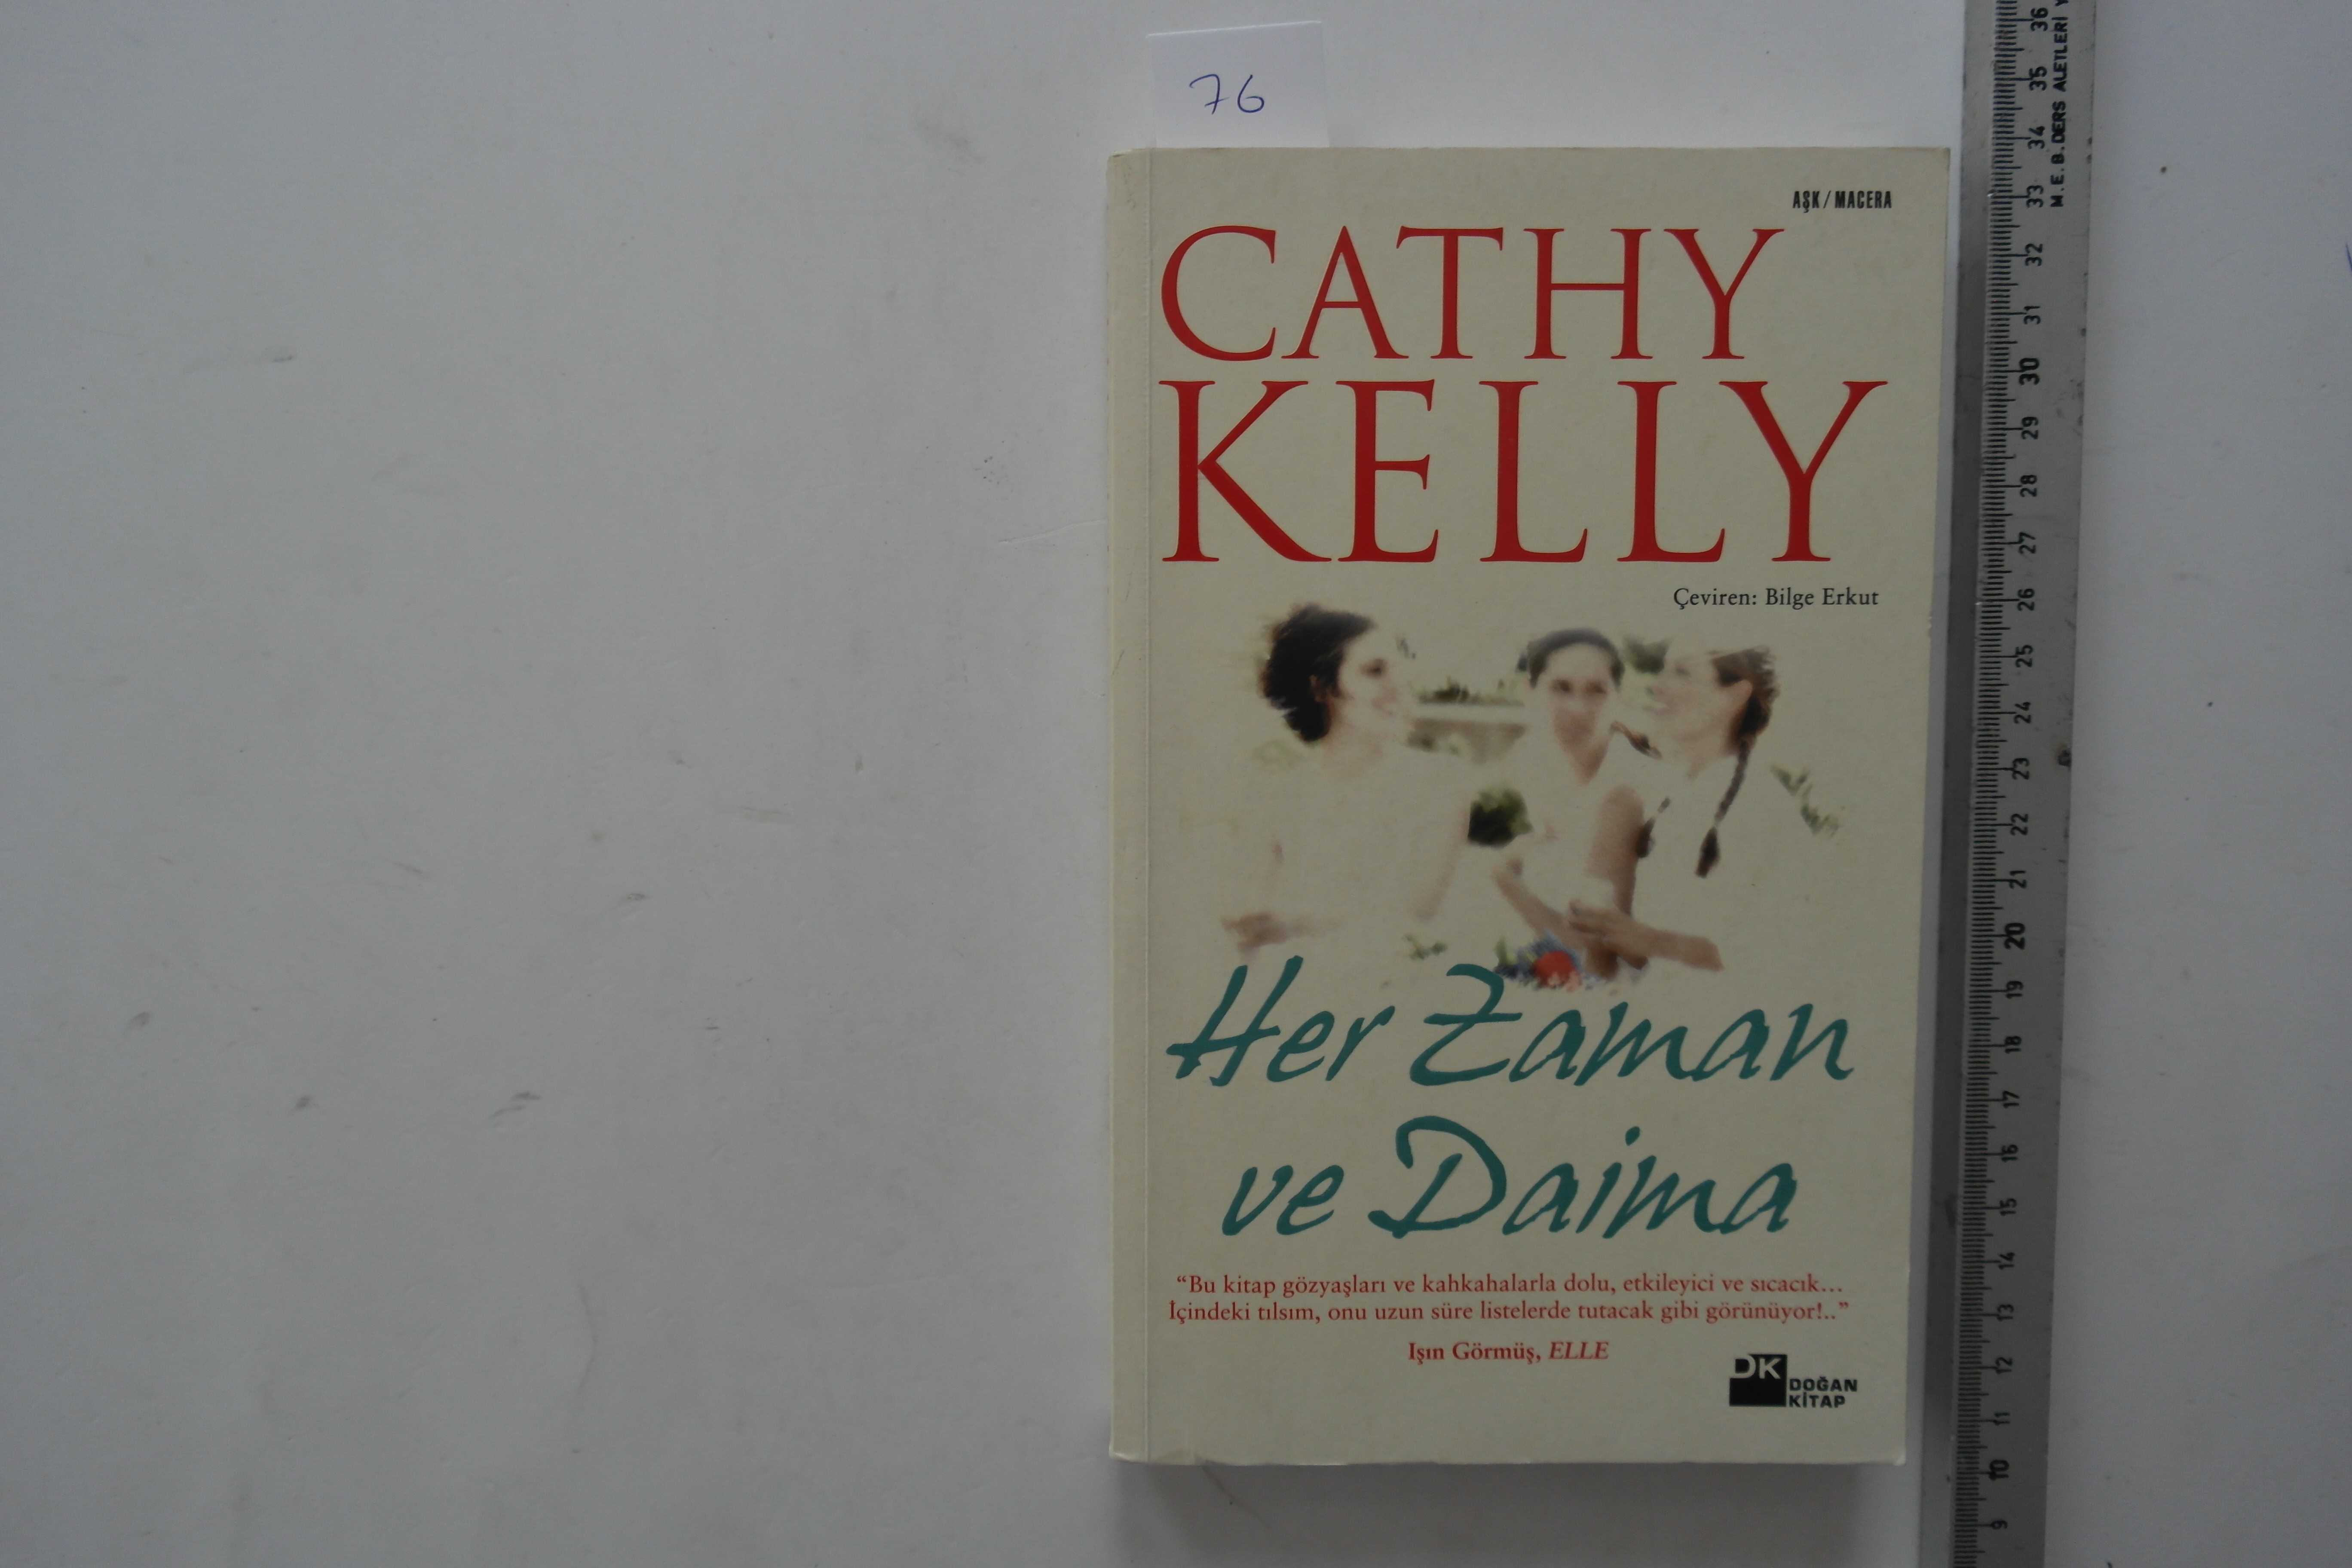 76
AŞK / MACERA
CATHY
KELLY
Çeviren: Bilge Erkut
Her Zaman
ve Daima
“Bu kitap gözyaşları ve kahkahalarla dolu, etkileyici ve sıcacık...
İçindeki tılsım, onu uzun süre listelerde tutacak gibi görünüyor!..”
Işın Görmüş, ELLE
DK
DOĞAN
KİTAP
M.E.B. DERS ALETLERİ Y
36
35
34
33
32
31
30
29
28
27
26
25
24
23
22
21
20
19
18
17
16
15
14
13
12
11
10
9